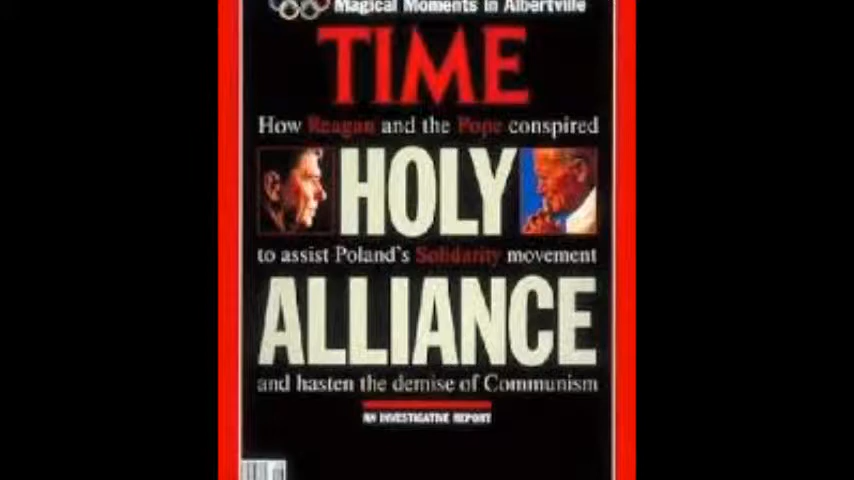 Magical Moments in Albertville
TIME
How Reagan and the Pope conspired
HOLY
to assist Poland's Solidarity movement
ALLIANCE
and hasten the demise of Communism
AN INVESTIGATIVE REPORT